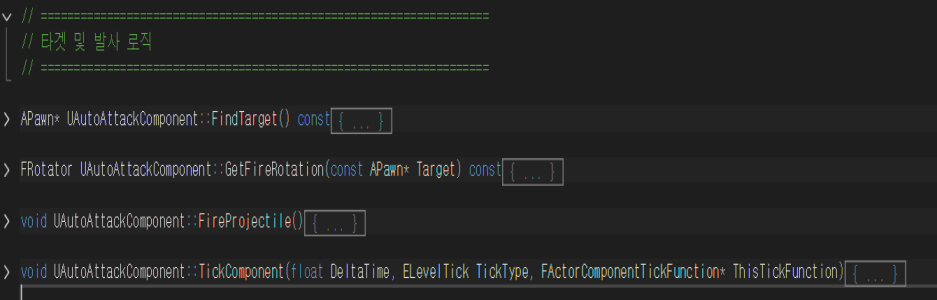 // ================================================================
// 타겟 및 발사 로직
// ================================================================
APawn* UAutoAttackComponent::FindTarget() const{ ... }
FRotator UAutoAttackComponent::GetFireRotation(const APawn* Target) const{ ... }
void UAutoAttackComponent::FireProjectile(){ ... }
void UAutoAttackComponent::TickComponent(float DeltaTime, ELevelTick TickType, FActorComponentTickFunction* ThisTickFunction){ ... }